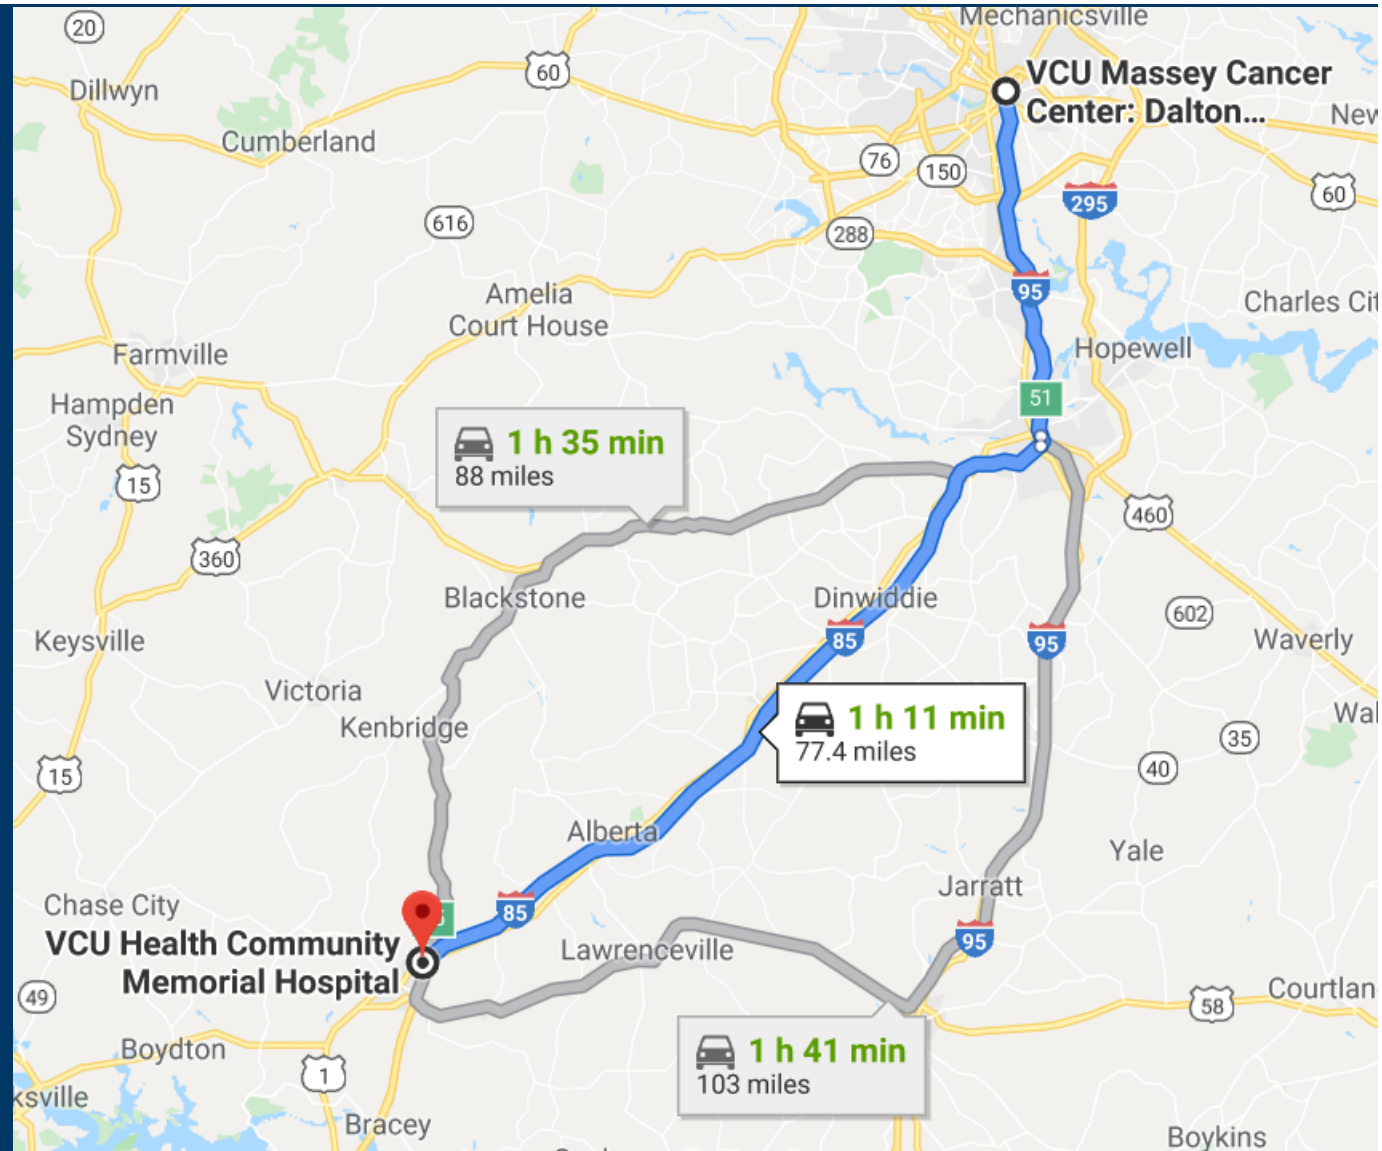 Mechanicsville
20
60
VCU Massey Cancer
Center: Dalton...
Dillwyn
New
Cumberland
76
150
60
295
616
288
95
Amelia
Court House
Charles Cit
Hopewell
Farmville
51
Hampden
Sydney
1 h 35 min
88 miles
15
460
360
Blackstone
Dinwiddie
602
85
95
Waverly
Keysville
Victoria
Kenbridge
1 h 11 min
77.4 miles
Wal
35
15
40
Alberta
Yale
Jarratt
Chase City
85
VCU Health Community
Memorial Hospital
Lawrenceville
95
49
58
Courtlan
Boydton
1 h 41 min
103 miles
1
ksville
Bracey
Boykins